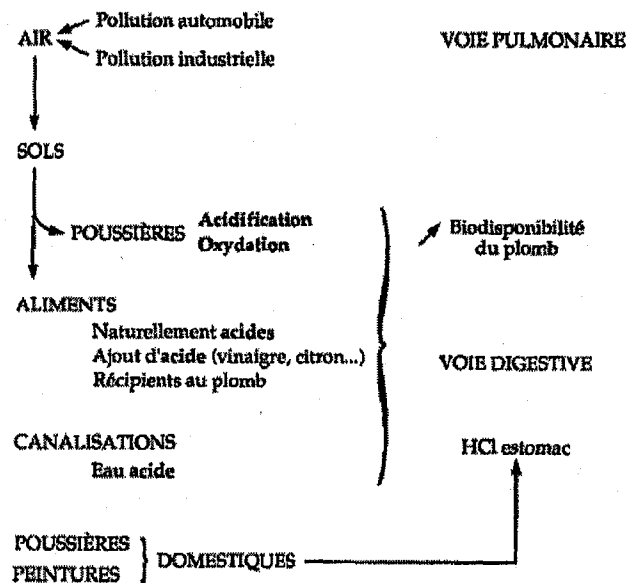 Pollution automobile
AIR
VOIE PULMONAIRE
Pollution industrielle
SOLS
POUSSIÈRES
Acidification
Oxydation
Biodisponibilité
du plomb
ALIMENTS
Naturellement acides
Ajout d'acide (vinaigre, citron...)
Récipients au plomb
VOIE DIGESTIVE
CANALISATIONS
Eau acide
HCl estomac
POUSSIÈRES
PEINTURES
DOMESTIQUES